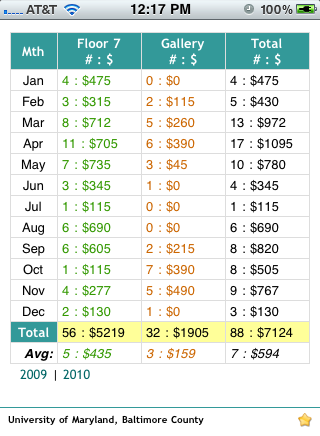 AT&T 12:17 PM 100%
Mth Floor 7 # : $ Gallery # : $ Total # : $
Jan 4 : $475 0 : $0 4 : $475
Feb 3 : $315 2 : $115 5 : $430
Mar 8 : $712 5 : $260 13 : $972
Apr 11 : $705 6 : $390 17 : $1095
May 7 : $735 3 : $45 10 : $780
Jun 3 : $345 1 : $0 4 : $345
Jul 1 : $115 0 : $0 1 : $115
Aug 6 : $690 0 : $0 6 : $690
Sep 6 : $605 2 : $215 8 : $820
Oct 1 : $115 7 : $390 8 : $505
Nov 4 : $277 5 : $490 9 : $767
Dec 2 : $130 1 : $0 3 : $130
Total 56 : $5219 32 : $1905 88 : $7124
Avg: 5 : $435 3 : $159 7 : $594
2009 | 2010
University of Maryland, Baltimore County